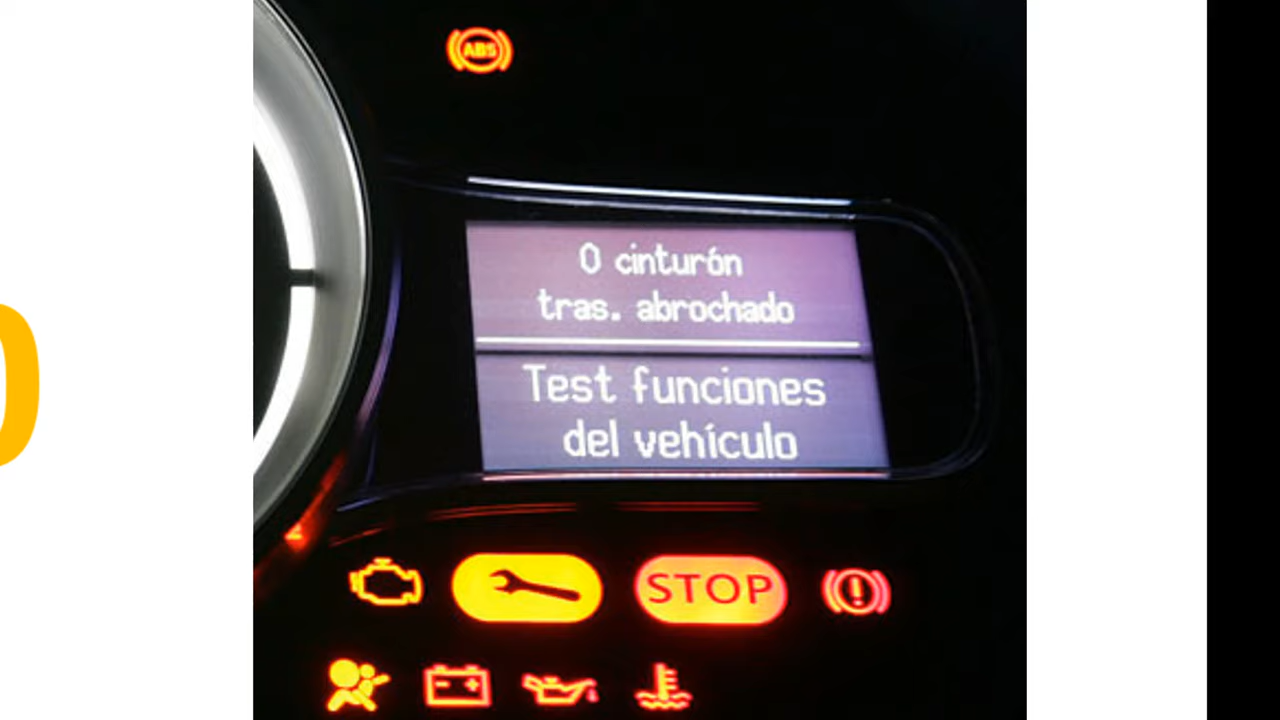 ABS
0 cinturón
tras. abrochado
Test funciones
del vehículo
STOP